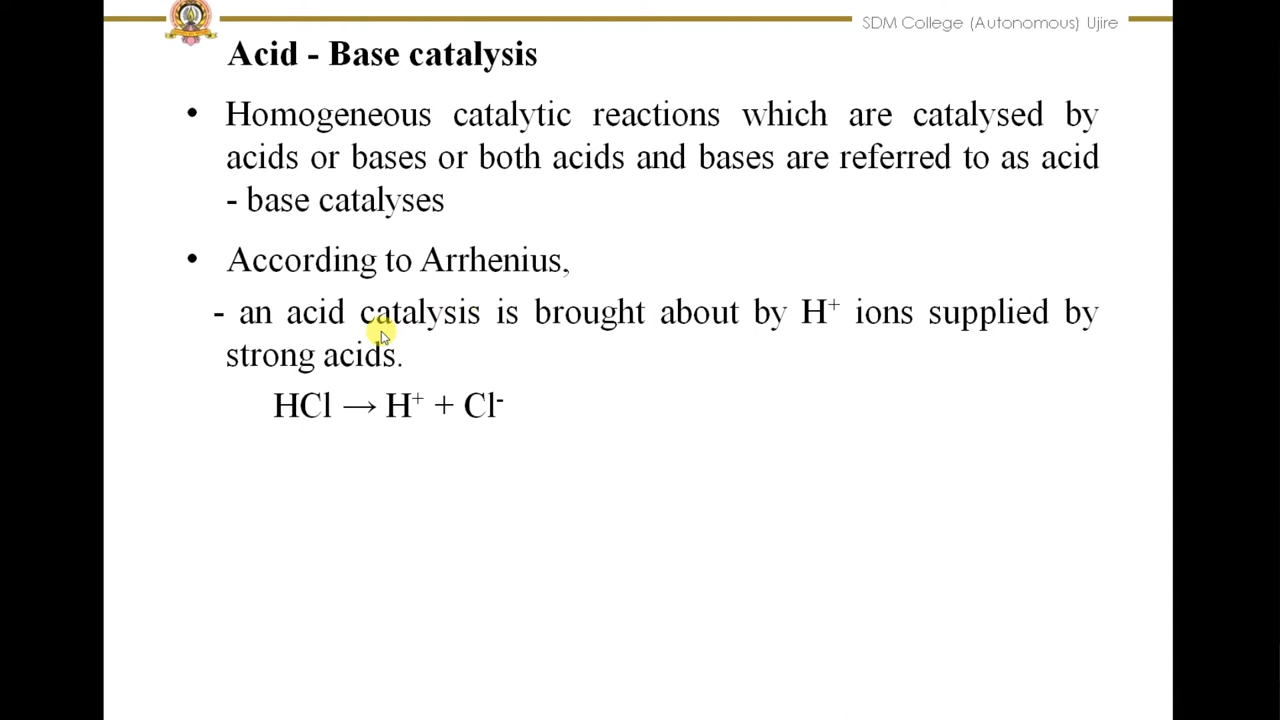 SDM College (Autonomous) Ujire
Acid - Base catalysis
• Homogeneous catalytic reactions which are catalysed by
acids or bases or both acids and bases are referred to as acid
- base catalyses
• According to Arrhenius,
- an acid catalysis is brought about by H⁺ ions supplied by
strong acids.
HCl → H⁺ + Cl⁻